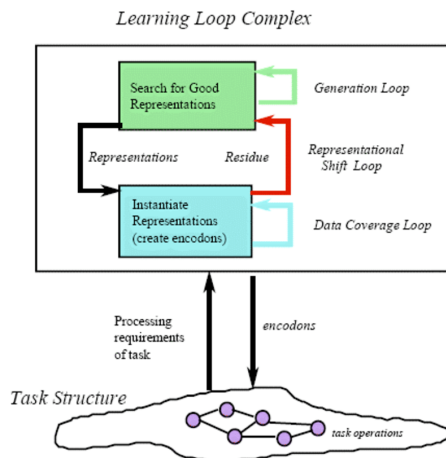 Learning Loop Complex
Search for Good
Representations
Generation Loop
Representations
Residue
Representational
Shift Loop
Instantiate
Representations
(create encodons)
Data Coverage Loop
Processing
requirements
of task
encodons
Task Structure
task operations